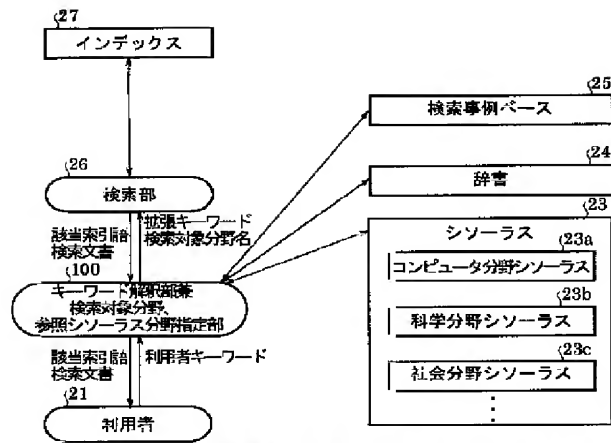 27
インデックス
25
検索事例ベース
24
辞書
26
検索部
23
シソーラス
該当索引語
検索文書
拡張キーワード
検索対象分野名
23a
コンピュータ分野シソーラス
100
キーワード解釈部兼
検索対象分野、
参照シソーラス分野指定部
23b
科学分野シソーラス
該当索引語
検索文書
利用者キーワード
23c
社会分野シソーラス
21
利用者